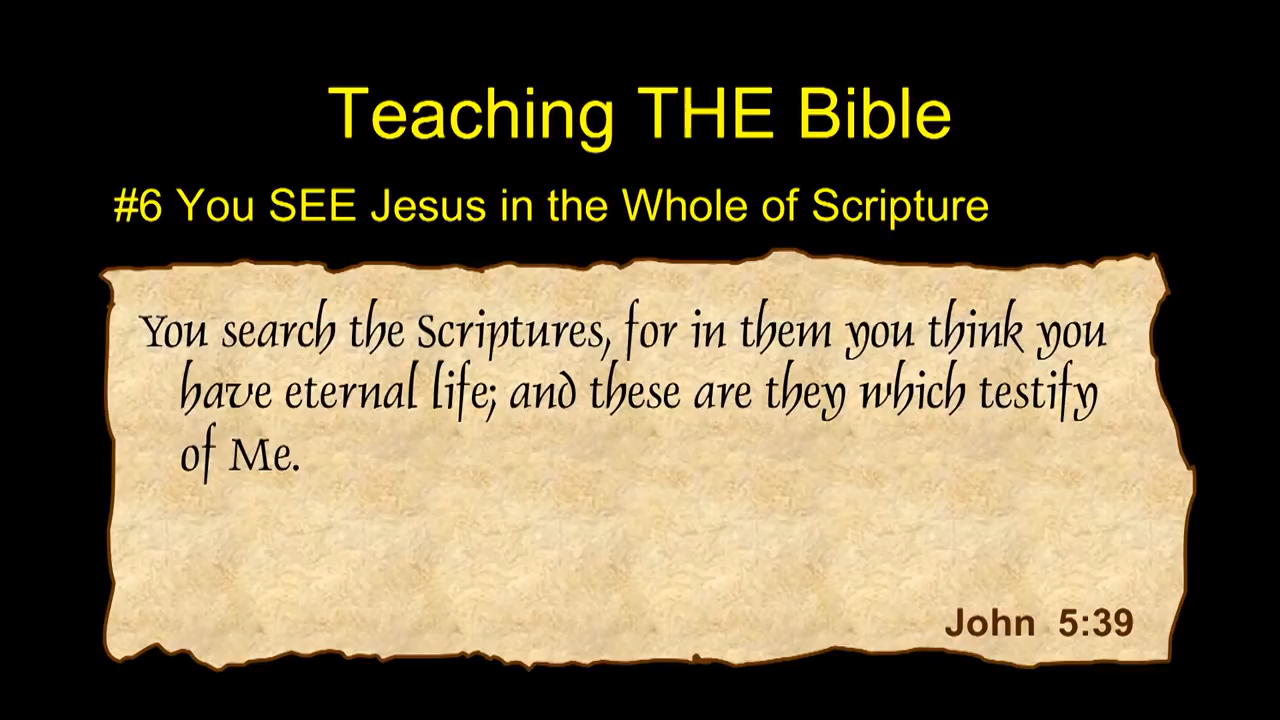 Teaching THE Bible
#6 You SEE Jesus in the Whole of Scripture
You search the Scriptures, for in them you think you
have eternal life; and these are they which testify
of Me.
John 5:39